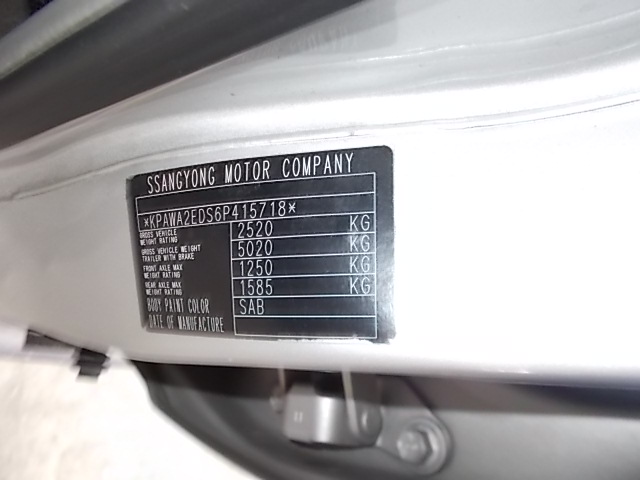 SSANGYONG MOTOR COMPANY
*KPAWA2EDS6P415718*
GROSS VEHICLE WEIGHT RATING 2520 KG
GROSS VEHICLE TRAILER WITH BRAKE 5020 KG
FRONT AXLE MAX WEIGHT RATING 1250 KG
REAR AXLE MAX WEIGHT RATING 1585 KG
BODY PAINT COLOR SAB
DATE OF MANUFACTURE